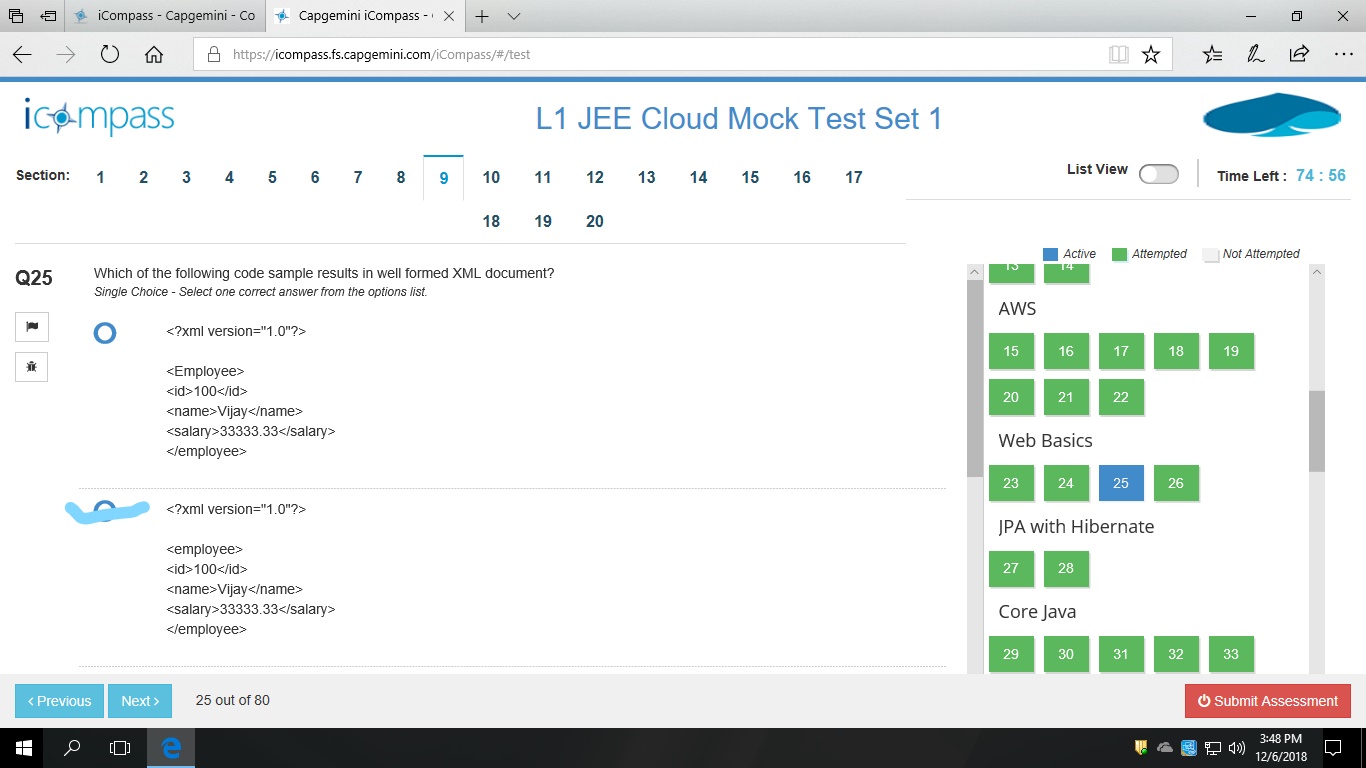 iCompass - Capgemini - Co
Capgemini iCompass -
https://icompass.fs.capgemini.com/iCompass/#/test
icompass
L1 JEE Cloud Mock Test Set 1
Section: 1 2 3 4 5 6 7 8 9 10 11 12 13 14 15 16 17
18 19 20
List View
Time Left : 74 : 56
Active Attempted Not Attempted
Q25
Which of the following code sample results in well formed XML document?
Single Choice - Select one correct answer from the options list.
<?xml version="1.0"?>
<Employee>
<id>100</id>
<name>Vijay</name>
<salary>33333.33</salary>
</employee>
<?xml version="1.0"?>
<employee>
<id>100</id>
<name>Vijay</name>
<salary>33333.33</salary>
</employee>
13 14
AWS
15 16 17 18 19
20 21 22
Web Basics
23 24 25 26
JPA with Hibernate
27 28
Core Java
29 30 31 32 33
‹ Previous Next › 25 out of 80
Submit Assessment
3:48 PM
12/6/2018